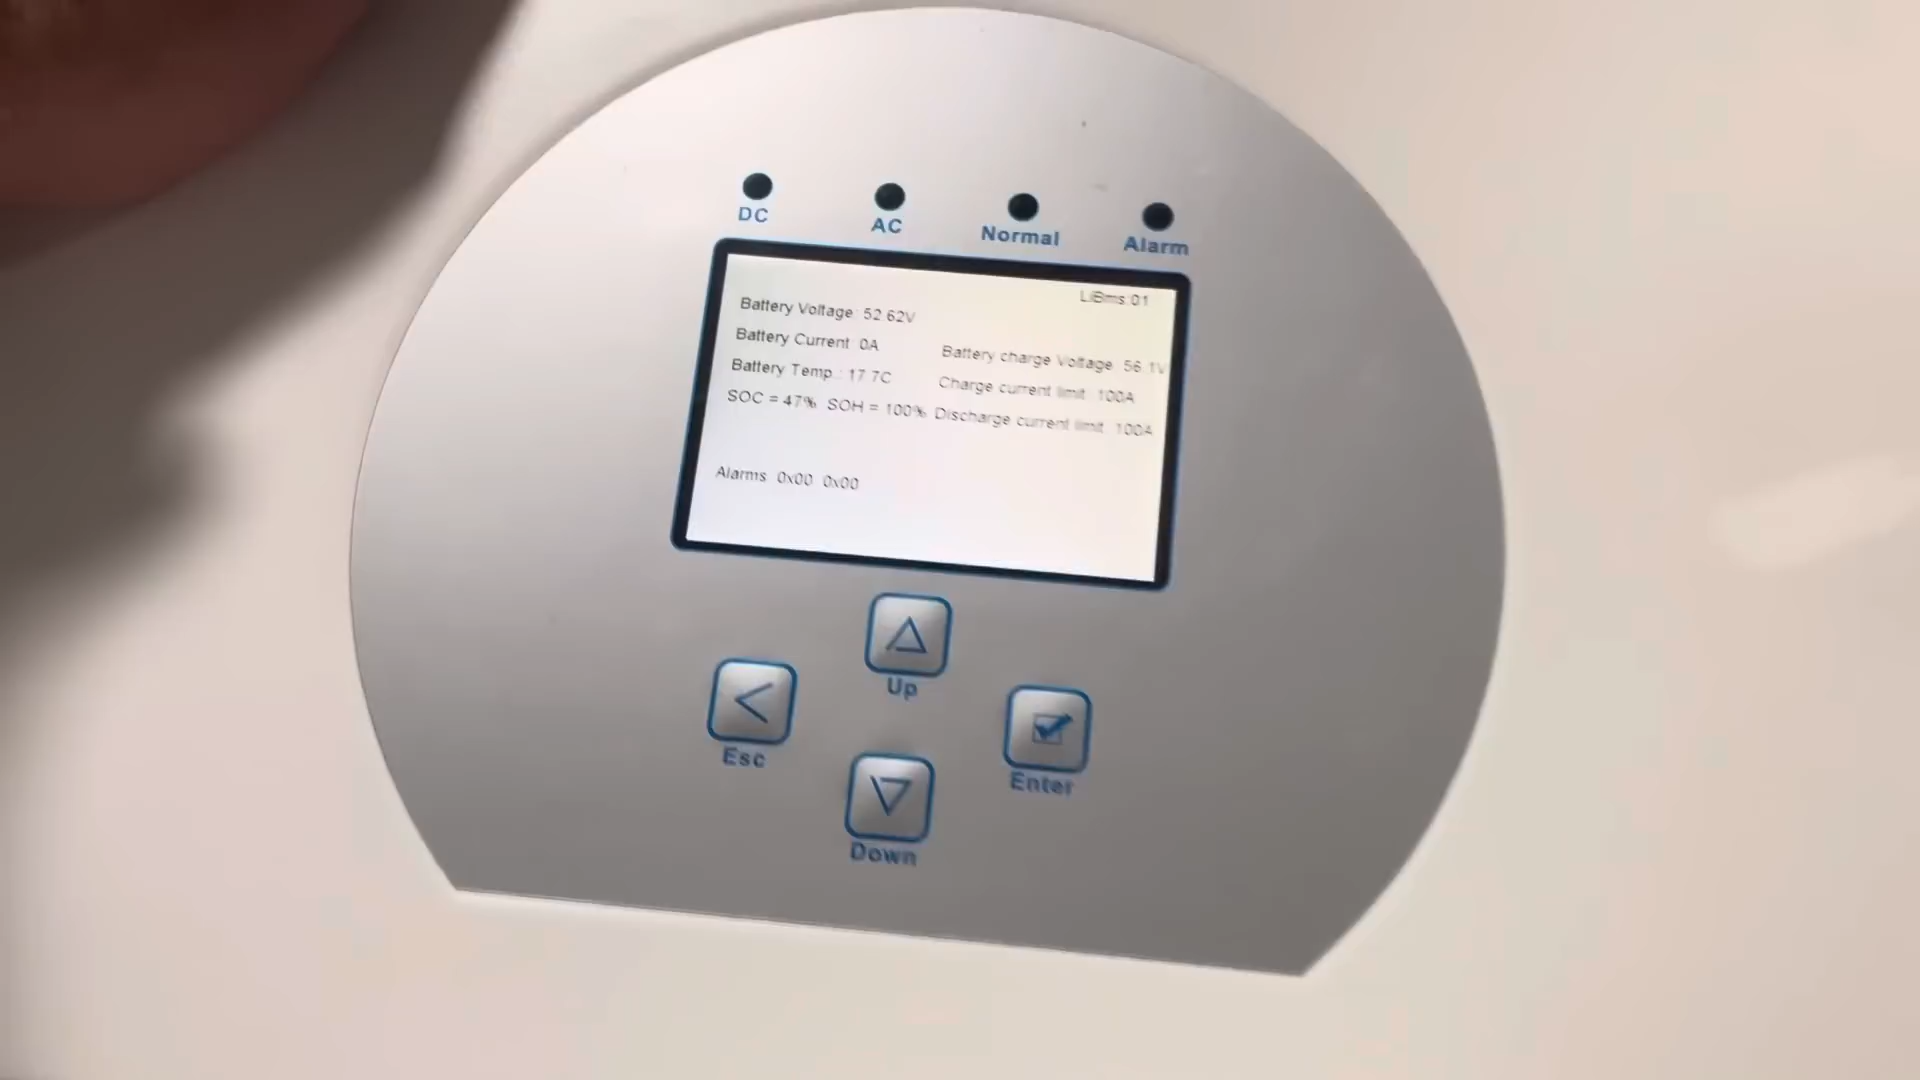 DC
AC
Normal
Alarm
LiBms:01
Battery Voltage: 52.62V
Battery Current: 0A
Battery charge Voltage: 56.1V
Battery Temp.: 17.7C
Charge current limit: 100A
SOC = 47% SOH = 100% Discharge current limit: 100A
Alarms 0x00 0x00
Up
Esc
Enter
Down